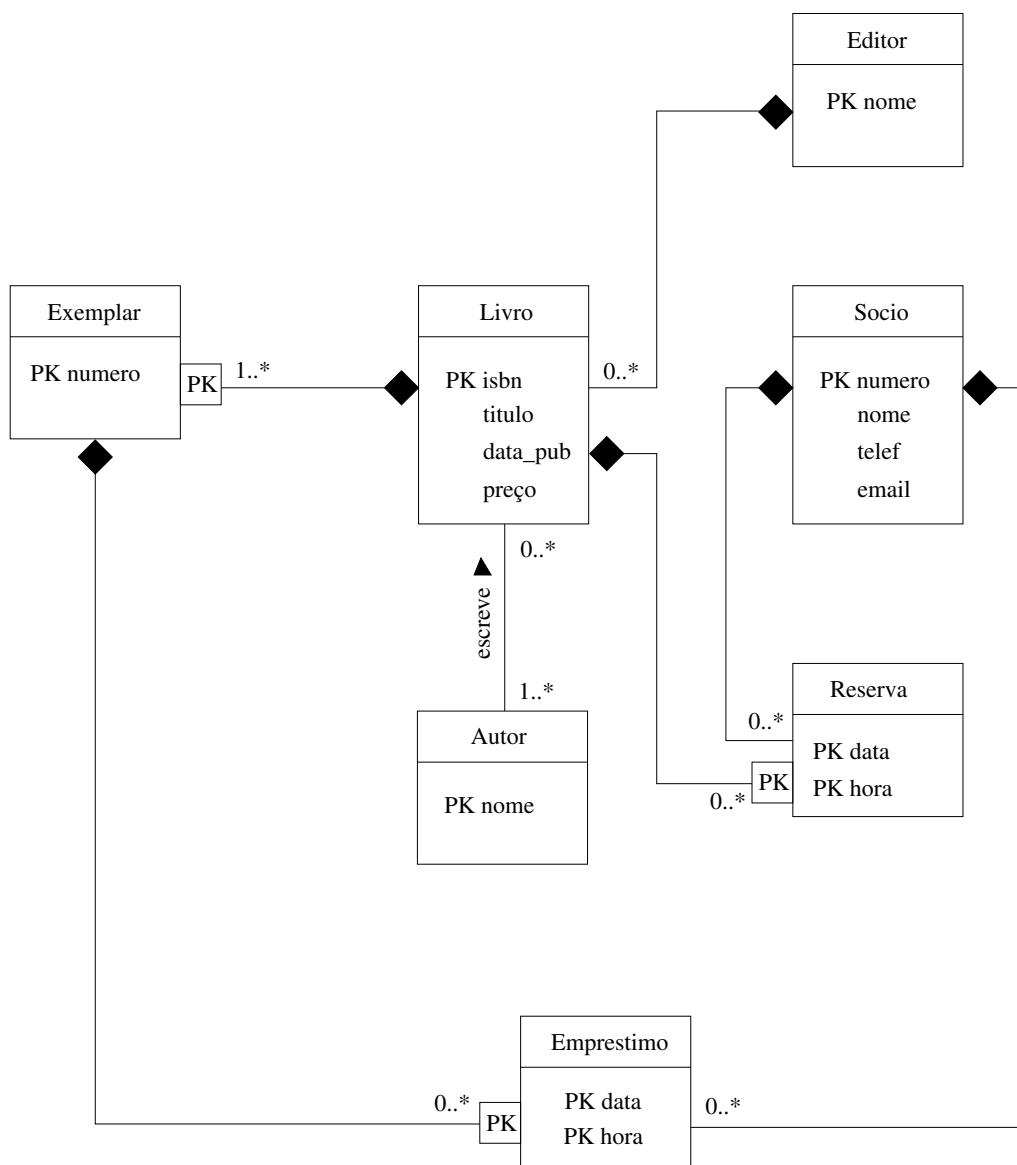 Editor
PK nome
Exemplar
PK numero
PK
1..*
Livro
PK isbn
titulo
data_pub
preço
0..*
Socio
PK numero
nome
telef
email
0..*
escreve
1..*
Autor
PK nome
Reserva
0..*
PK data
PK hora
PK
0..*
Emprestimo
PK data
PK hora
0..*
PK
0..*